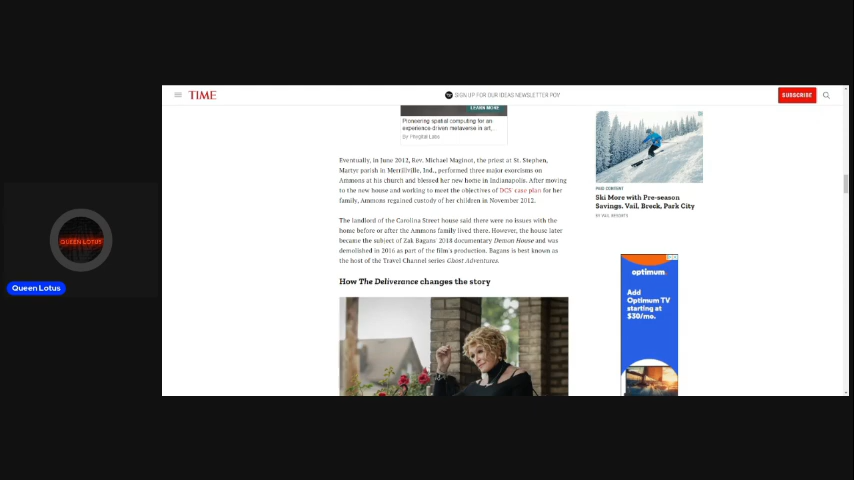 TIME
SIGN UP FOR OUR IDEAS NEWSLETTER POV
SUBSCRIBE
LEARN MORE
Pioneering spatial computing for an
experience-driven metaverse in art,...
Eventually, in June 2012, Rev. Michael Maginot, the priest at St. Stephen,
Martyr parish in Merrillville, Ind., performed three major exorcisms on
Ammons at his church and blessed her new home in Indianapolis. After moving
to the new house and working to meet the objectives of DCS' case plan for her
family, Ammons regained custody of her children in November 2012.
The landlord of the Carolina Street house said there were no issues with the
home before or after the Ammons family lived there. However, the house later
became the subject of Zak Bagans' 2018 documentary Demon House and was
demolished in 2016 as part of the film's production. Bagans is best known as
the host of the Travel Channel series Ghost Adventures.
How The Deliverance changes the story
PAID CONTENT
Ski More with Pre-season
Savings. Vail, Breck, Park City
BY VAIL RESORTS
optimum.
Add
Optimum TV
starting at
$30/mo.
QUEEN LOTUS
Queen Lotus